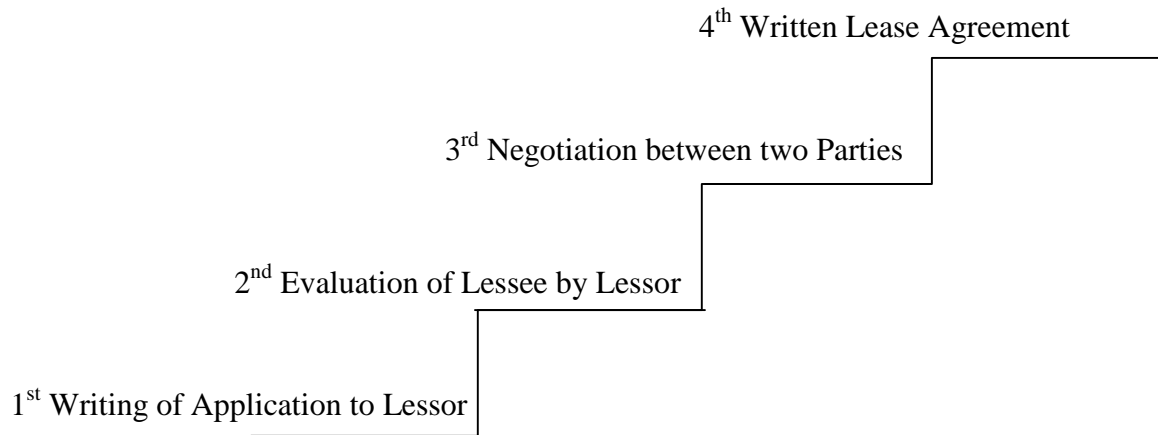 4th Written Lease Agreement
3rd Negotiation between two Parties
2nd Evaluation of Lessee by Lessor
1st Writing of Application to Lessor